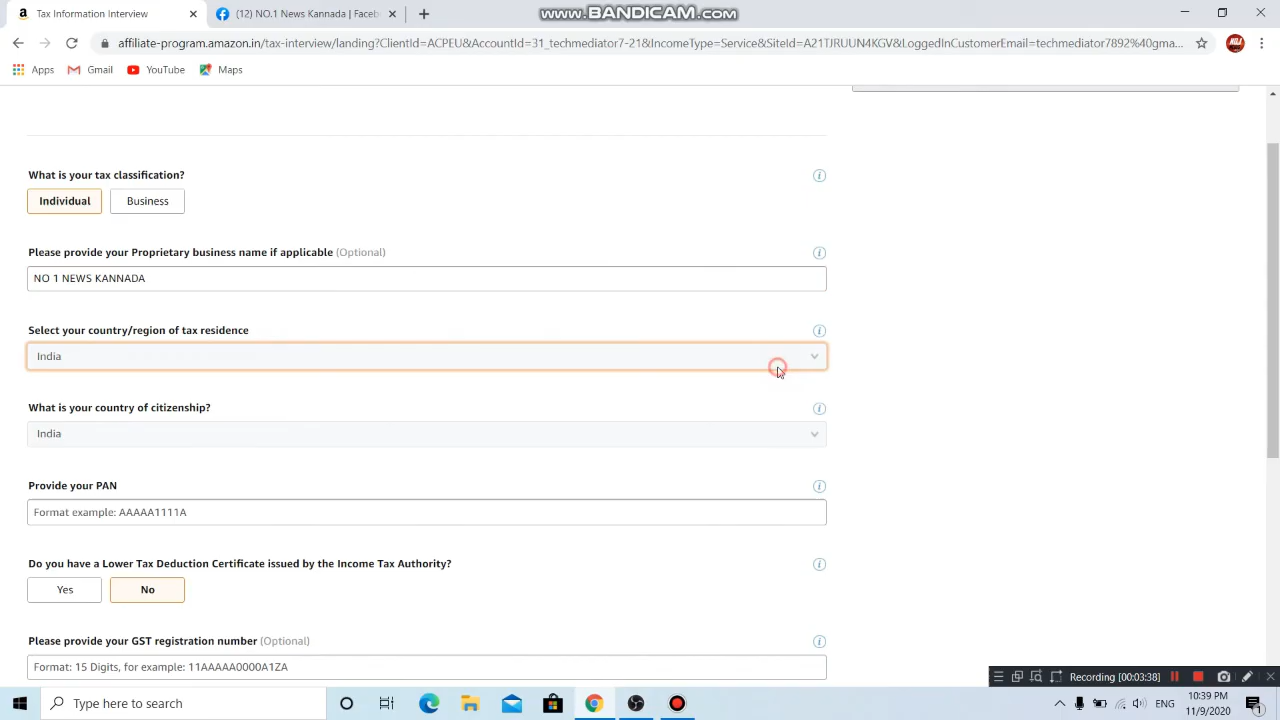 Tax Information Interview
(12) NO.1 News Kannada | Faceb
www.BANDICAM.com
affiliate-program.amazon.in/tax-interview/landing?ClientId=ACPEU&AccountId=a_techmediator7-21&IncomeType=Service&SiteId=A21TJRUUN4KGV&LoggedInCustomerEmail=techmediator7892%40gma...
Apps
Gmail
YouTube
Maps
What is your tax classification?
Individual
Business
Please provide your Proprietary business name if applicable (Optional)
NO 1 NEWS KANNADA
Select your country/region of tax residence
India
What is your country of citizenship?
India
Provide your PAN
Format example: AAAAA1111A
Do you have a Lower Tax Deduction Certificate issued by the Income Tax Authority?
Yes
No
Please provide your GST registration number (Optional)
Format: 15 Digits, for example: 11AAAAA0000A1ZA
Recording [00:03:38]
Type here to search
ENG
10:39 PM
11/9/2020
1